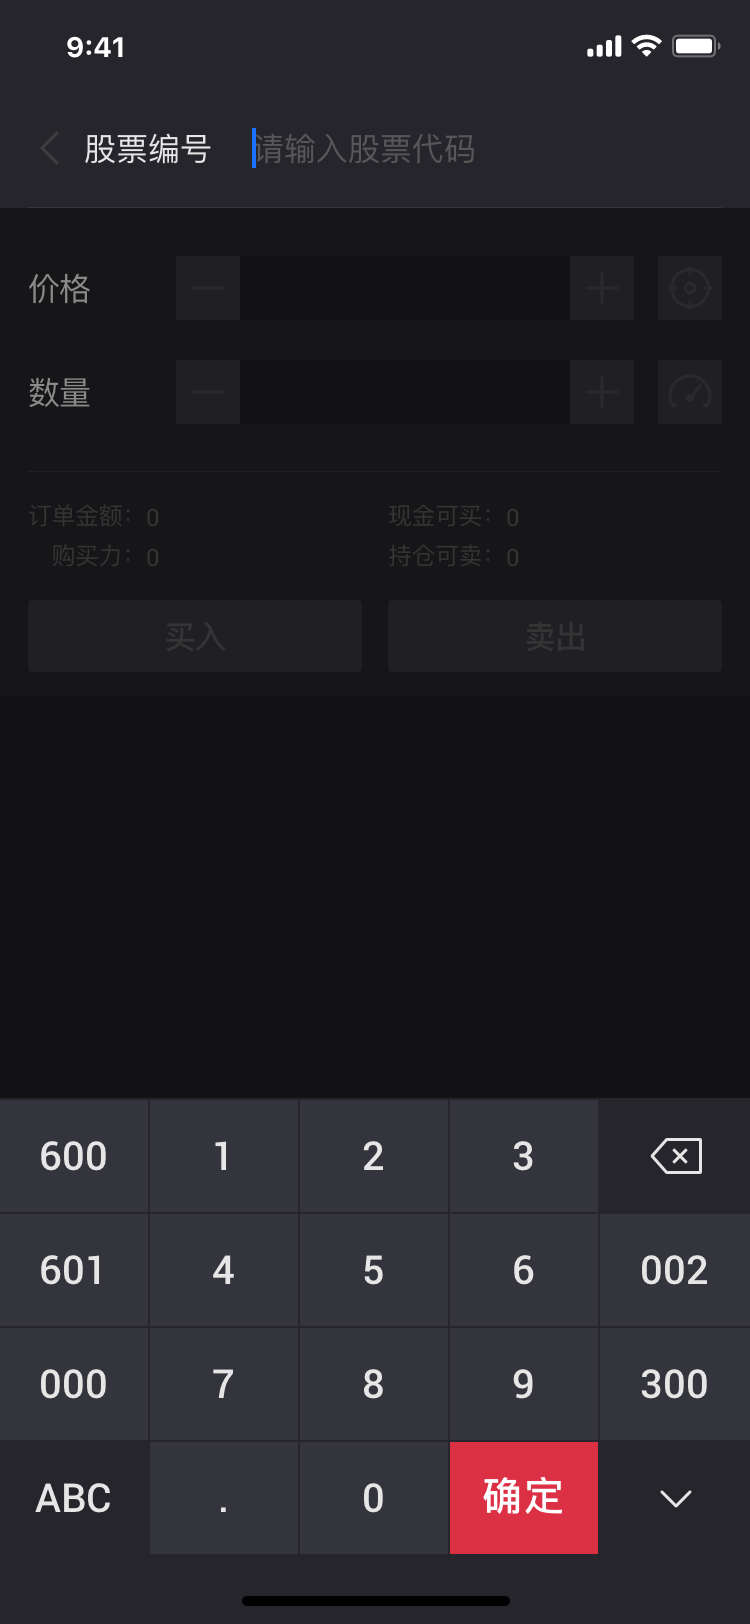 9:41
股票编号 请输入股票代码
价格
数量
订单金额：0 现金可买：0
购买力：0 持仓可卖：0
买入 卖出
600 1 2 3
601 4 5 6 002
000 7 8 9 300
ABC . 0 确定